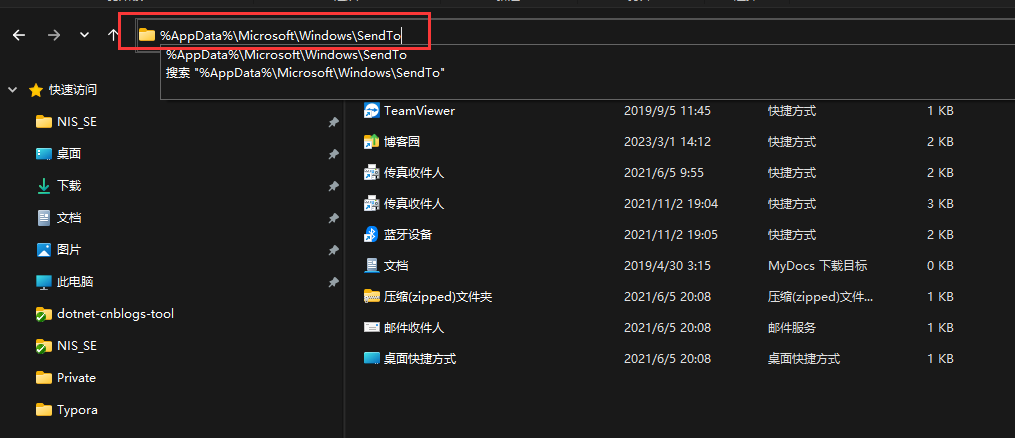 %AppData%\Microsoft\Windows\SendTo
%AppData%\Microsoft\Windows\SendTo
搜索 "%AppData%\Microsoft\Windows\SendTo"
快速访问
NIS_SE
桌面
下载
文档
图片
此电脑
dotnet-cnblogs-tool
NIS_SE
Private
Typora
TeamViewer 2019/9/5 11:45 快捷方式 1 KB
博客园 2023/3/1 14:12 快捷方式 2 KB
传真收件人 2021/6/5 9:55 快捷方式 2 KB
传真收件人 2021/11/2 19:04 快捷方式 3 KB
蓝牙设备 2021/11/2 19:05 快捷方式 2 KB
文档 2019/4/30 3:15 MyDocs 下载目标 0 KB
压缩(zipped)文件夹 2021/6/5 20:08 压缩(zipped)文件... 1 KB
邮件收件人 2021/6/5 20:08 邮件服务 1 KB
桌面快捷方式 2021/6/5 20:08 桌面快捷方式 1 KB